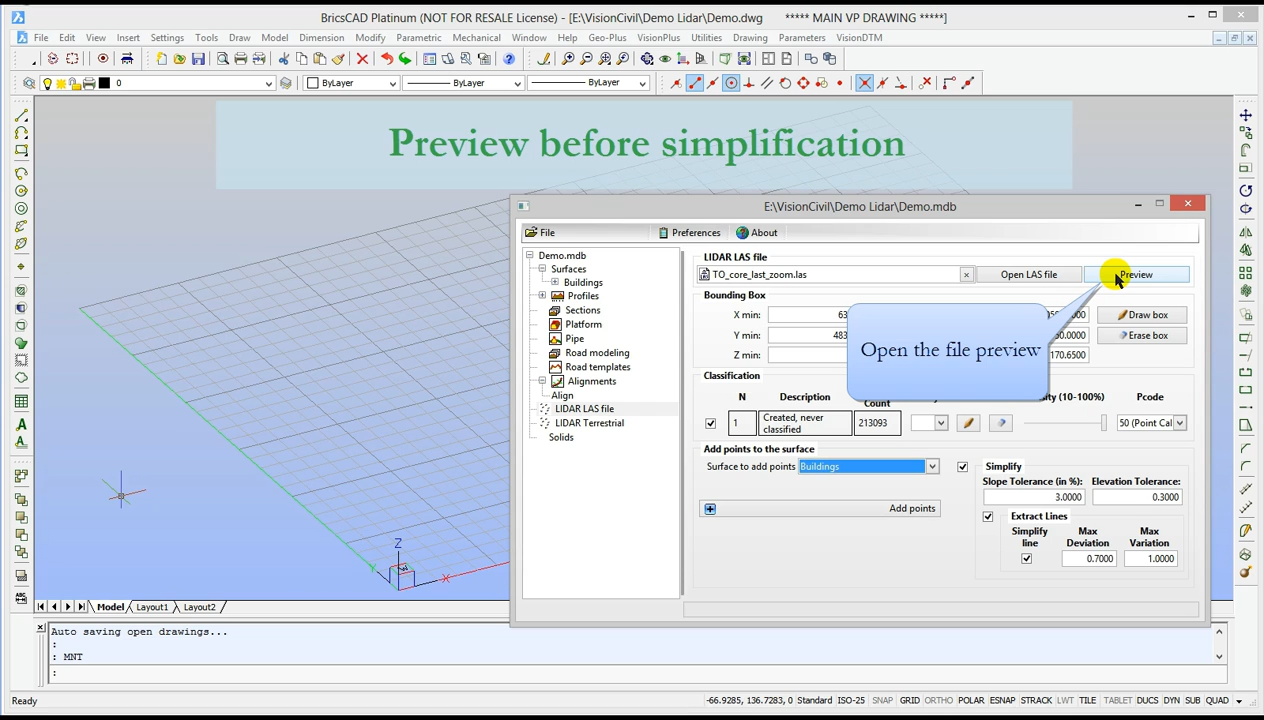 BricsCAD Platinum (NOT FOR RESALE License) - [E:\VisionCivil\Demo Lidar\Demo.dwg ***** MAIN VP DRAWING *****]
File Edit View Insert Settings Tools Draw Model Dimension Modify Parametric Mechanical Window Help Geo-Plus VisionPlus Utilities Drawing Parameters VisionDTM
0 ByLayer ByLayer ByLayer
Preview before simplification
E:\VisionCivil\Demo Lidar\Demo.mdb
File Preferences About
Demo.mdb
Surfaces
Buildings
Profiles
Sections
Platform
Pipe
Road modeling
Road templates
Alignments
Align
LIDAR LAS file
LIDAR Terrestrial
Solids
LIDAR LAS file
TO_core_last_zoom.las Open LAS file Preview
Bounding Box
X min: Draw box
Y min: Erase box
Z min: 170.6500
Open the file preview
Classification
N Description Count (10-100%) Pcode
1 Created, never classified 213093 50 (Point Cal
Add points to the surface
Surface to add points Buildings
Add points
Simplify
Slope Tolerance (in %): Elevation Tolerance:
3.0000 0.3000
Extract Lines
Simplify line Max Deviation Max Variation
0.7000 1.0000
Z
X
Y
W
Model Layout1 Layout2
Auto saving open drawings...
:
: MNT
:
Ready -66.9285, 136.7283, 0 Standard ISO-25 SNAP GRID ORTHO POLAR ESNAP STRACK LWT TILE TABLET DUCS DYN SUB QUAD